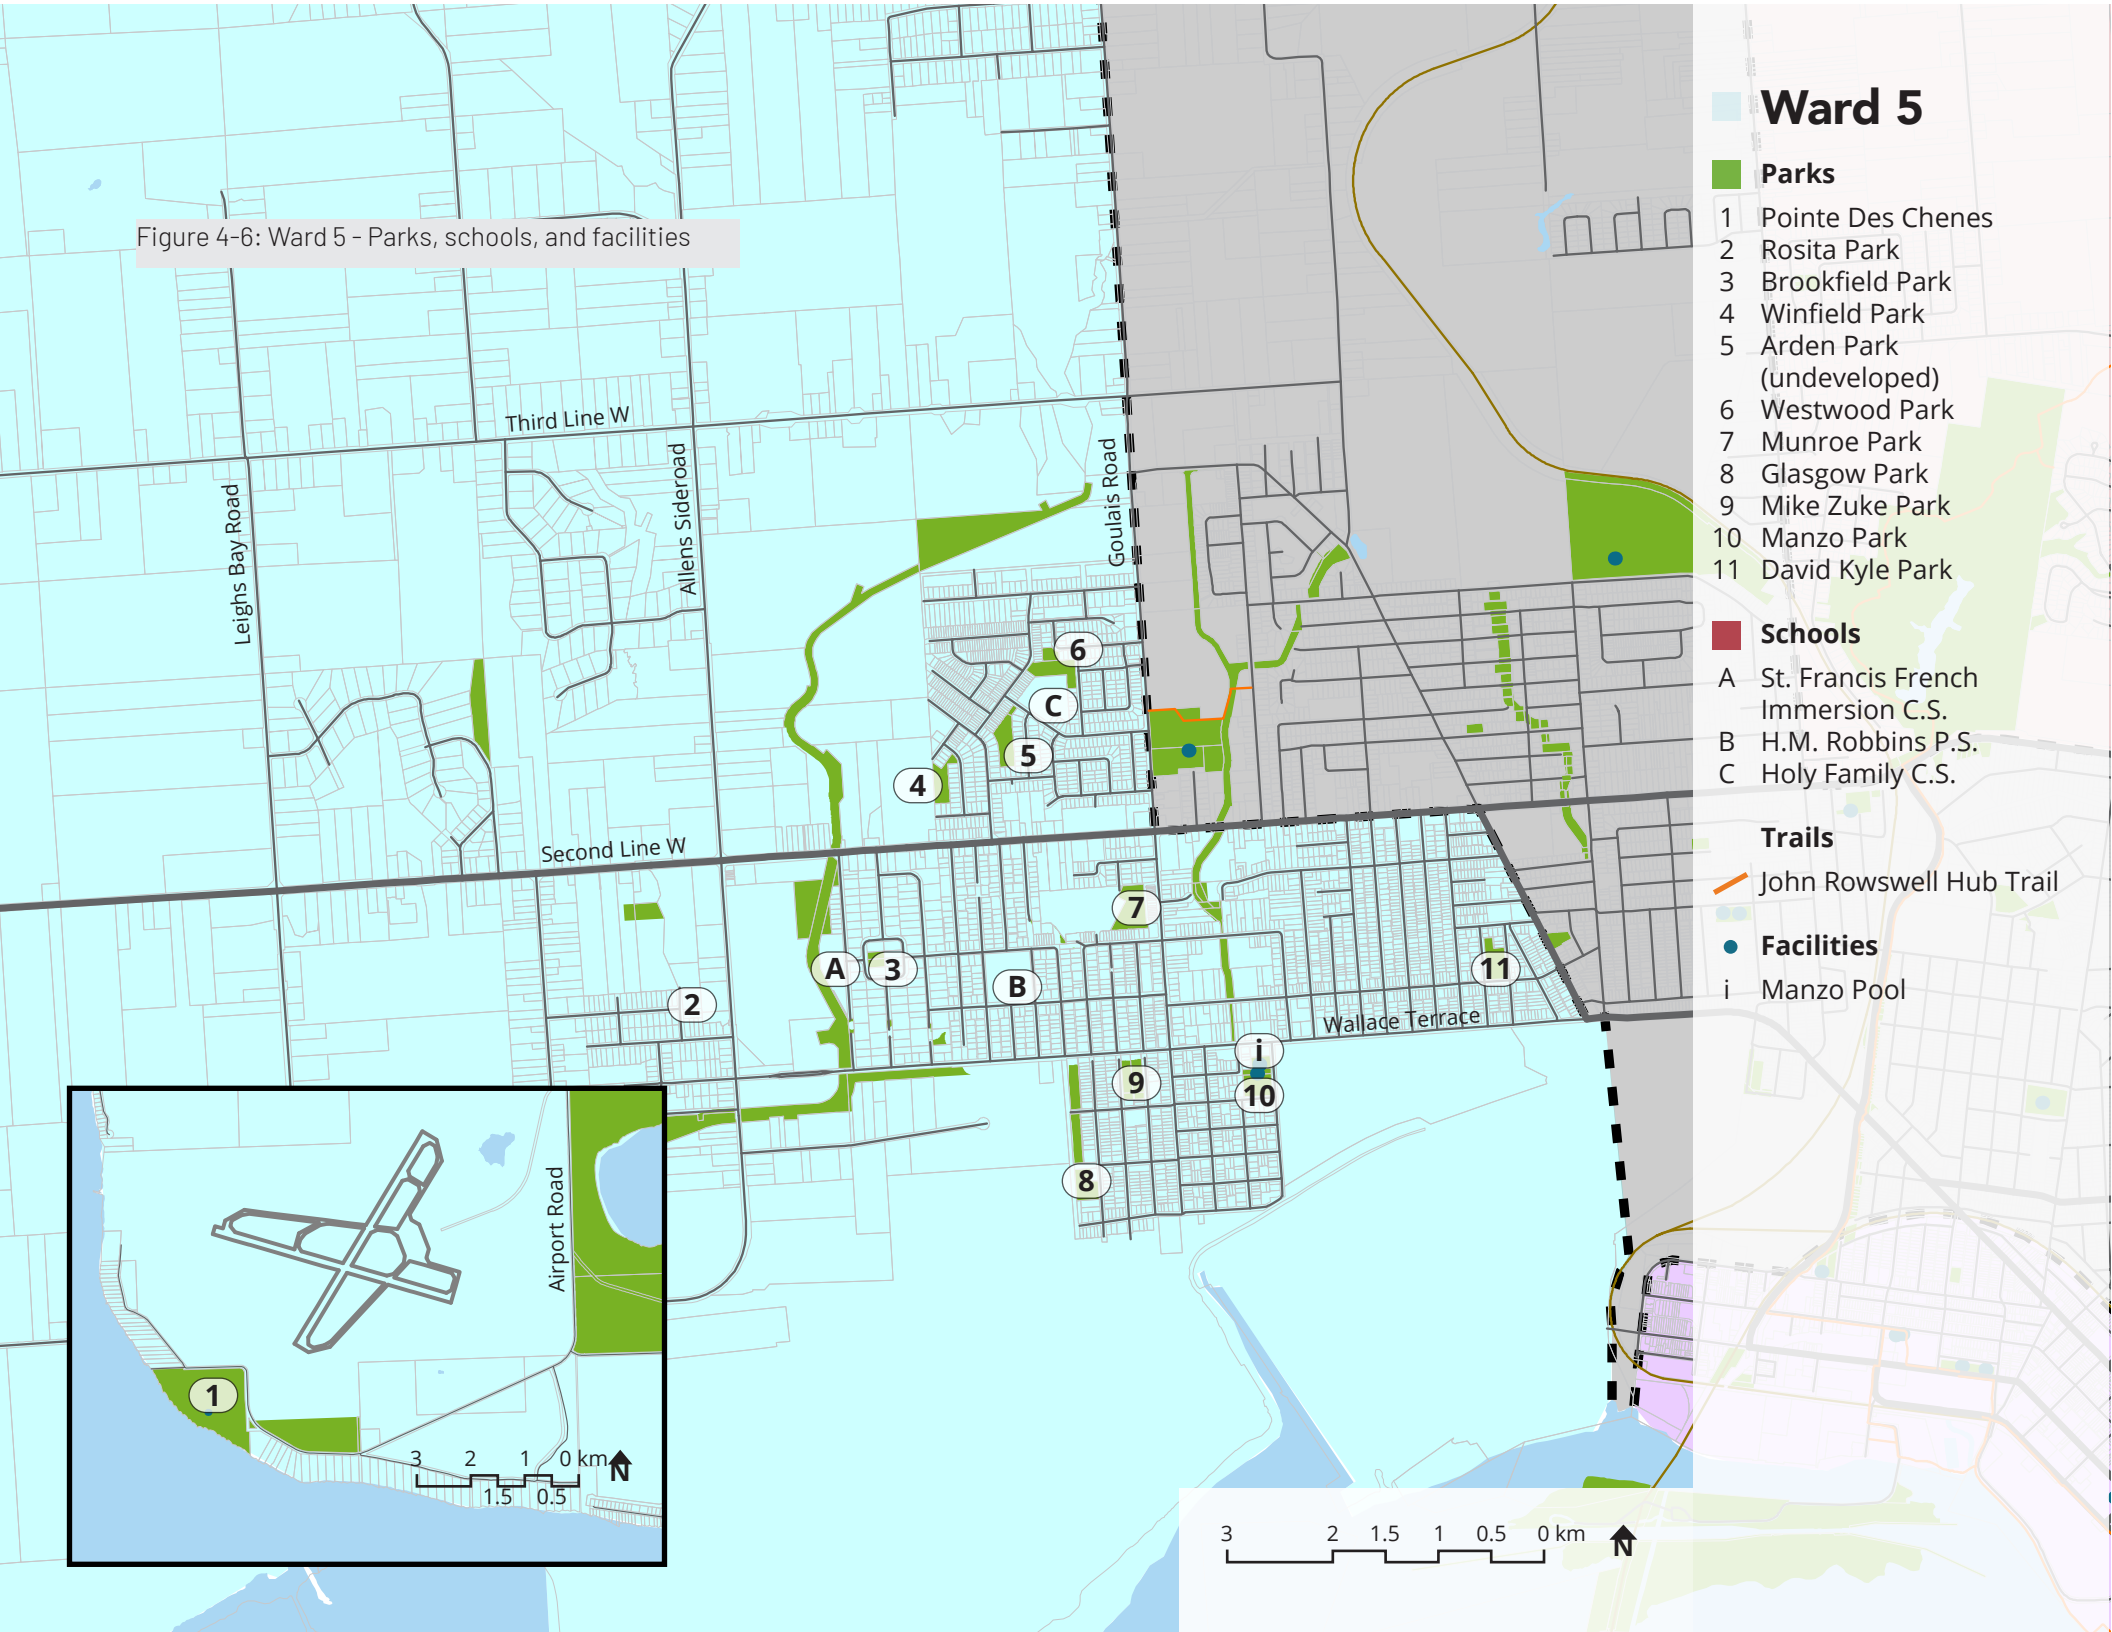 Figure 4-6: Ward 5 - Parks, schools, and facilities
Third Line W
Leighs Bay Road
Allens Sideroad
Goulais Road
6
C
5
4
Second Line W
7
A
3
B
11
2
Wallace Terrace
i
9
10
8
Airport Road
1
3 2 1 0 km
1.5 0.5
N
3 2 1.5 1 0.5 0 km
N
Ward 5
Parks
1 Pointe Des Chenes
2 Rosita Park
3 Brookfield Park
4 Winfield Park
5 Arden Park
(undeveloped)
6 Westwood Park
7 Munroe Park
8 Glasgow Park
9 Mike Zuke Park
10 Manzo Park
11 David Kyle Park
Schools
A St. Francis French
Immersion C.S.
B H.M. Robbins P.S.
C Holy Family C.S.
Trails
John Rowswell Hub Trail
Facilities
i Manzo Pool